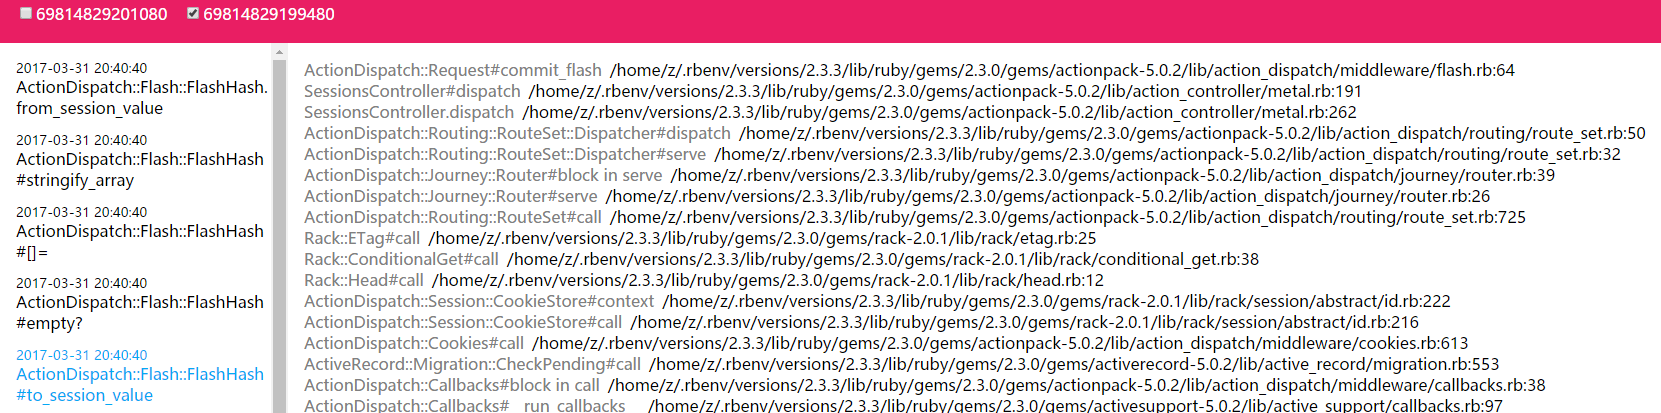 69814829201080 69814829199480
2017-03-31 20:40:40
ActionDispatch::Flash::FlashHash.
from_session_value
2017-03-31 20:40:40
ActionDispatch::Flash::FlashHash
#stringify_array
2017-03-31 20:40:40
ActionDispatch::Flash::FlashHash
#[]=
2017-03-31 20:40:40
ActionDispatch::Flash::FlashHash
#empty?
2017-03-31 20:40:40
ActionDispatch::Flash::FlashHash
#to_session_value
ActionDispatch::Request#commit_flash /home/z/.rbenv/versions/2.3.3/lib/ruby/gems/2.3.0/gems/actionpack-5.0.2/lib/action_dispatch/middleware/flash.rb:64
SessionsController#dispatch /home/z/.rbenv/versions/2.3.3/lib/ruby/gems/2.3.0/gems/actionpack-5.0.2/lib/action_controller/metal.rb:191
SessionsController.dispatch /home/z/.rbenv/versions/2.3.3/lib/ruby/gems/2.3.0/gems/actionpack-5.0.2/lib/action_controller/metal.rb:262
ActionDispatch::Routing::RouteSet::Dispatcher#dispatch /home/z/.rbenv/versions/2.3.3/lib/ruby/gems/2.3.0/gems/actionpack-5.0.2/lib/action_dispatch/routing/route_set.rb:50
ActionDispatch::Routing::RouteSet::Dispatcher#serve /home/z/.rbenv/versions/2.3.3/lib/ruby/gems/2.3.0/gems/actionpack-5.0.2/lib/action_dispatch/routing/route_set.rb:32
ActionDispatch::Journey::Router#block in serve /home/z/.rbenv/versions/2.3.3/lib/ruby/gems/2.3.0/gems/actionpack-5.0.2/lib/action_dispatch/journey/router.rb:39
ActionDispatch::Journey::Router#serve /home/z/.rbenv/versions/2.3.3/lib/ruby/gems/2.3.0/gems/actionpack-5.0.2/lib/action_dispatch/journey/router.rb:26
ActionDispatch::Routing::RouteSet#call /home/z/.rbenv/versions/2.3.3/lib/ruby/gems/2.3.0/gems/actionpack-5.0.2/lib/action_dispatch/routing/route_set.rb:725
Rack::ETag#call /home/z/.rbenv/versions/2.3.3/lib/ruby/gems/2.3.0/gems/rack-2.0.1/lib/rack/etag.rb:25
Rack::ConditionalGet#call /home/z/.rbenv/versions/2.3.3/lib/ruby/gems/2.3.0/gems/rack-2.0.1/lib/rack/conditional_get.rb:38
Rack::Head#call /home/z/.rbenv/versions/2.3.3/lib/ruby/gems/2.3.0/gems/rack-2.0.1/lib/rack/head.rb:12
ActionDispatch::Session::CookieStore#context /home/z/.rbenv/versions/2.3.3/lib/ruby/gems/2.3.0/gems/rack-2.0.1/lib/rack/session/abstract/id.rb:222
ActionDispatch::Session::CookieStore#call /home/z/.rbenv/versions/2.3.3/lib/ruby/gems/2.3.0/gems/rack-2.0.1/lib/rack/session/abstract/id.rb:216
ActionDispatch::Cookies#call /home/z/.rbenv/versions/2.3.3/lib/ruby/gems/2.3.0/gems/actionpack-5.0.2/lib/action_dispatch/middleware/cookies.rb:613
ActiveRecord::Migration::CheckPending#call /home/z/.rbenv/versions/2.3.3/lib/ruby/gems/2.3.0/gems/activerecord-5.0.2/lib/active_record/migration.rb:553
ActionDispatch::Callbacks#block in call /home/z/.rbenv/versions/2.3.3/lib/ruby/gems/2.3.0/gems/actionpack-5.0.2/lib/action_dispatch/middleware/callbacks.rb:38
ActionDispatch::Callbacks#__run_callbacks__ /home/z/.rbenv/versions/2.3.3/lib/ruby/gems/2.3.0/gems/activesupport-5.0.2/lib/active_support/callbacks.rb:97